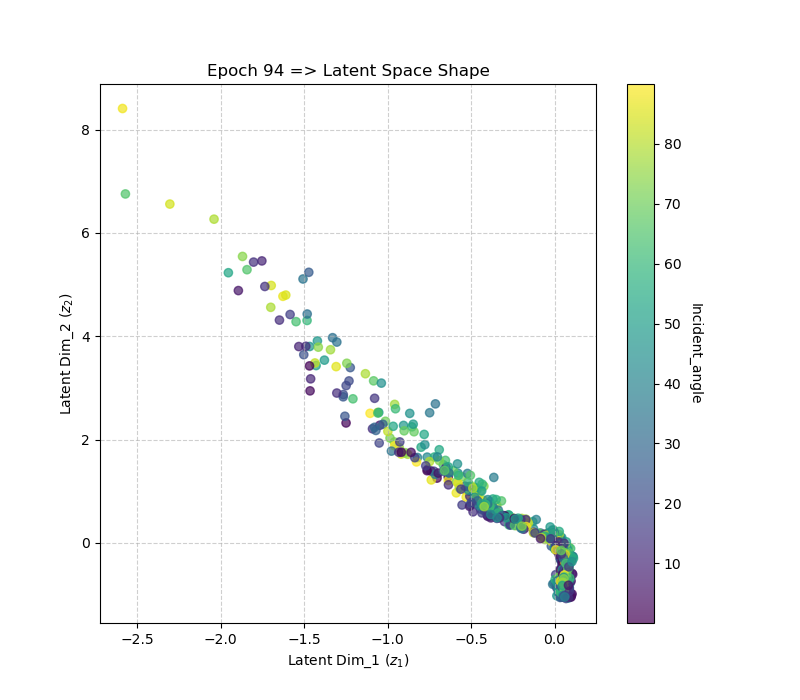 Epoch 94 => Latent Space Shape
8
6
4
2
0
Latent Dim_2 (z₂)
−2.5 −2.0 −1.5 −1.0 −0.5 0.0
Latent Dim_1 (z₁)
80
70
60
50
40
30
20
10
Incident_angle